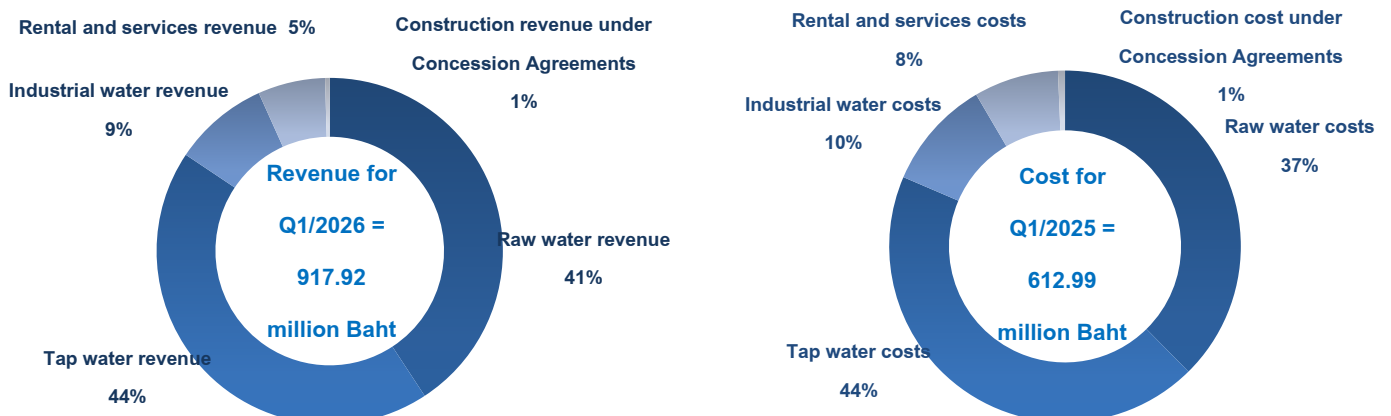 Rental and services revenue 5%
Construction revenue under
Concession Agreements
1%
Industrial water revenue
9%
Revenue for
Q1/2026 =
917.92
million Baht
Raw water revenue
41%
Tap water revenue
44%
Rental and services costs
8%
Construction cost under
Concession Agreements
1%
Industrial water costs
10%
Raw water costs
37%
Cost for
Q1/2025 =
612.99
million Baht
Tap water costs
44%